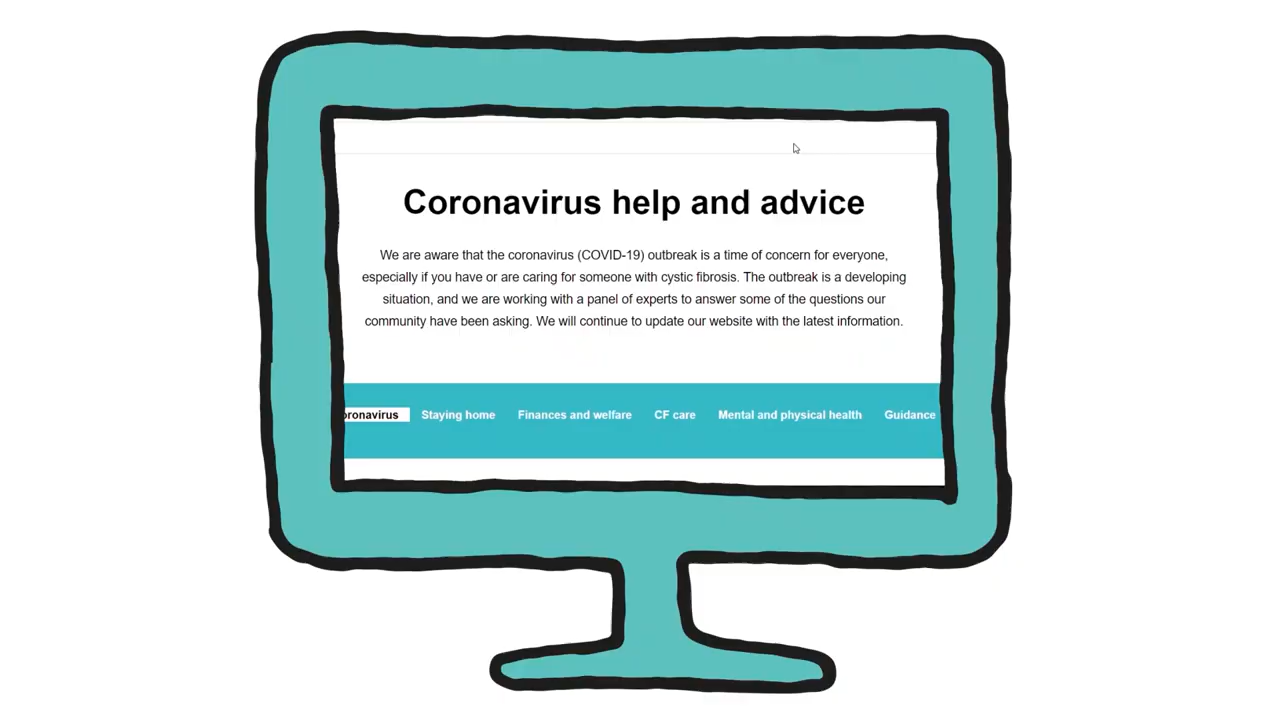 Coronavirus help and advice
We are aware that the coronavirus (COVID-19) outbreak is a time of concern for everyone,
especially if you have or are caring for someone with cystic fibrosis. The outbreak is a developing
situation, and we are working with a panel of experts to answer some of the questions our
community have been asking. We will continue to update our website with the latest information.
oronavirus Staying home Finances and welfare CF care Mental and physical health Guidance